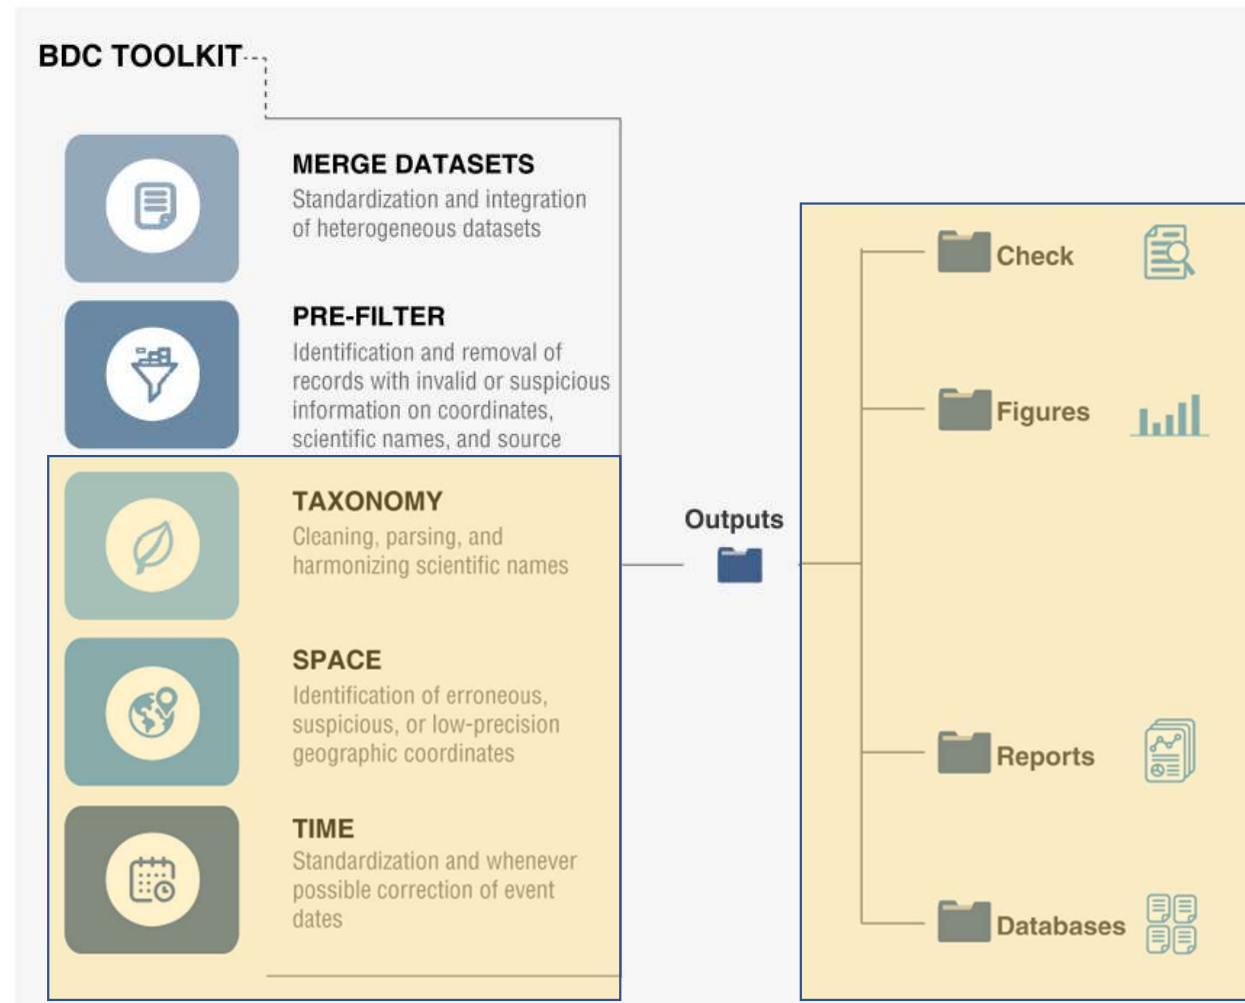 BDC TOOLKIT
MERGE DATASETS
Standardization and integration
of heterogeneous datasets
PRE-FILTER
Identification and removal of
records with invalid or suspicious
information on coordinates,
scientific names, and source
TAXONOMY
Cleaning, parsing, and
harmonizing scientific names
SPACE
Identification of erroneous,
suspicious, or low-precision
geographic coordinates
TIME
Standardization and whenever
possible correction of event
dates
Outputs
Check
Figures
Reports
Databases